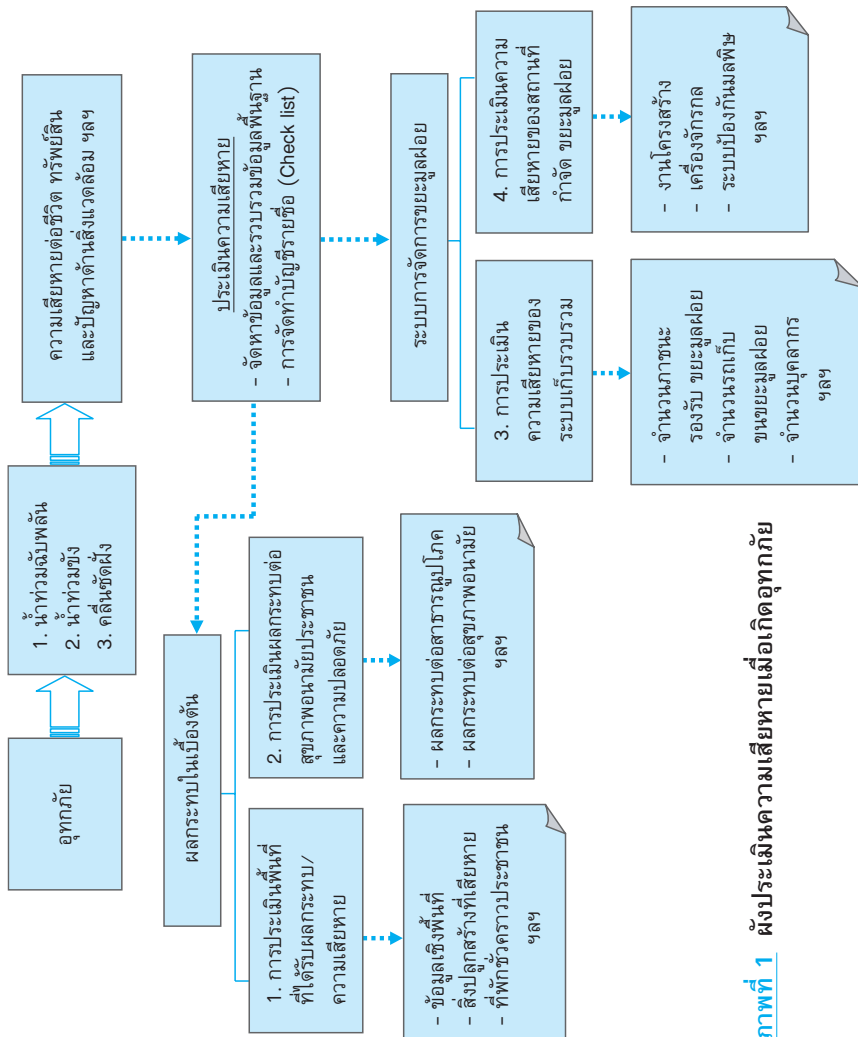 อุทกภัย
1. น้ำท่วมฉับพลัน
2. น้ำท่วมขัง
3. คลื่นซัดฝั่ง
ความเสียหายต่อชีวิต ทรัพย์สิน
และปัญหาด้านสิ่งแวดล้อม ฯลฯ
ประเมินความเสียหาย
- จัดหาข้อมูลและรวบรวมข้อมูลพื้นฐาน
- การจัดทำบัญชีรายชื่อ (Check list)
ผลกระทบในเบื้องต้น
1. การประเมินพื้นที่
ที่ได้รับผลกระทบ/
ความเสียหาย
- ข้อมูลเชิงพื้นที่
- สิ่งปลูกสร้างที่เสียหาย
- ที่พักชั่วคราวประชาชน
ฯลฯ
2. การประเมินผลกระทบต่อ
สุขภาพอนามัยประชาชน
และความปลอดภัย
- ผลกระทบต่อสาธารณูปโภค
- ผลกระทบต่อสุขภาพอนามัย
ฯลฯ
ระบบการจัดการขยะมูลฝอย
3. การประเมิน
ความเสียหายของ
ระบบเก็บรวบรวม
- จำนวนภาชนะ
รองรับ ขยะมูลฝอย
- จำนวนรถเก็บ
ขนขยะมูลฝอย
- จำนวนบุคลากร
ฯลฯ
4. การประเมินความ
เสียหายของสถานที่
กำจัด ขยะมูลฝอย
- งานโครงสร้าง
- เครื่องจักรกล
- ระบบป้องกันมลพิษ
ฯลฯ
ภาพที่ 1 ผังประเมินความเสียหายเมื่อเกิดอุทกภัย